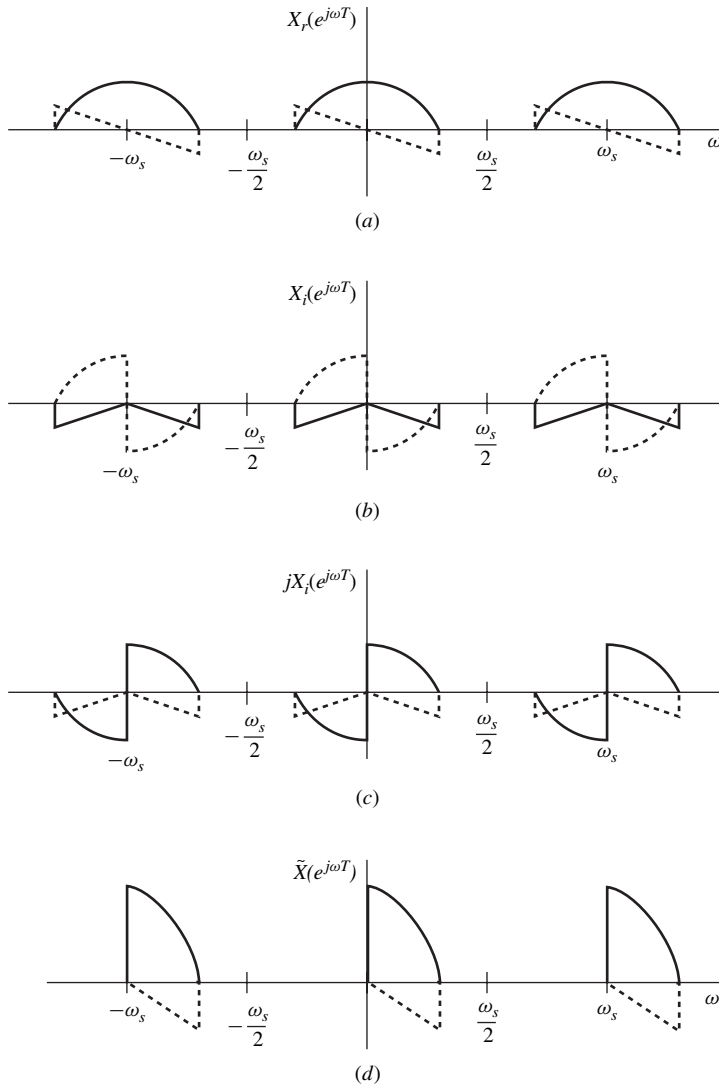 X_r(e^{jωT})
−ω_s
−ω_s/2
ω_s/2
ω_s
ω
(a)
X_i(e^{jωT})
−ω_s
−ω_s/2
ω_s/2
ω_s
(b)
jX_i(e^{jωT})
−ω_s
−ω_s/2
ω_s/2
ω_s
(c)
X̃(e^{jωT})
−ω_s
−ω_s/2
ω_s/2
ω_s
ω
(d)